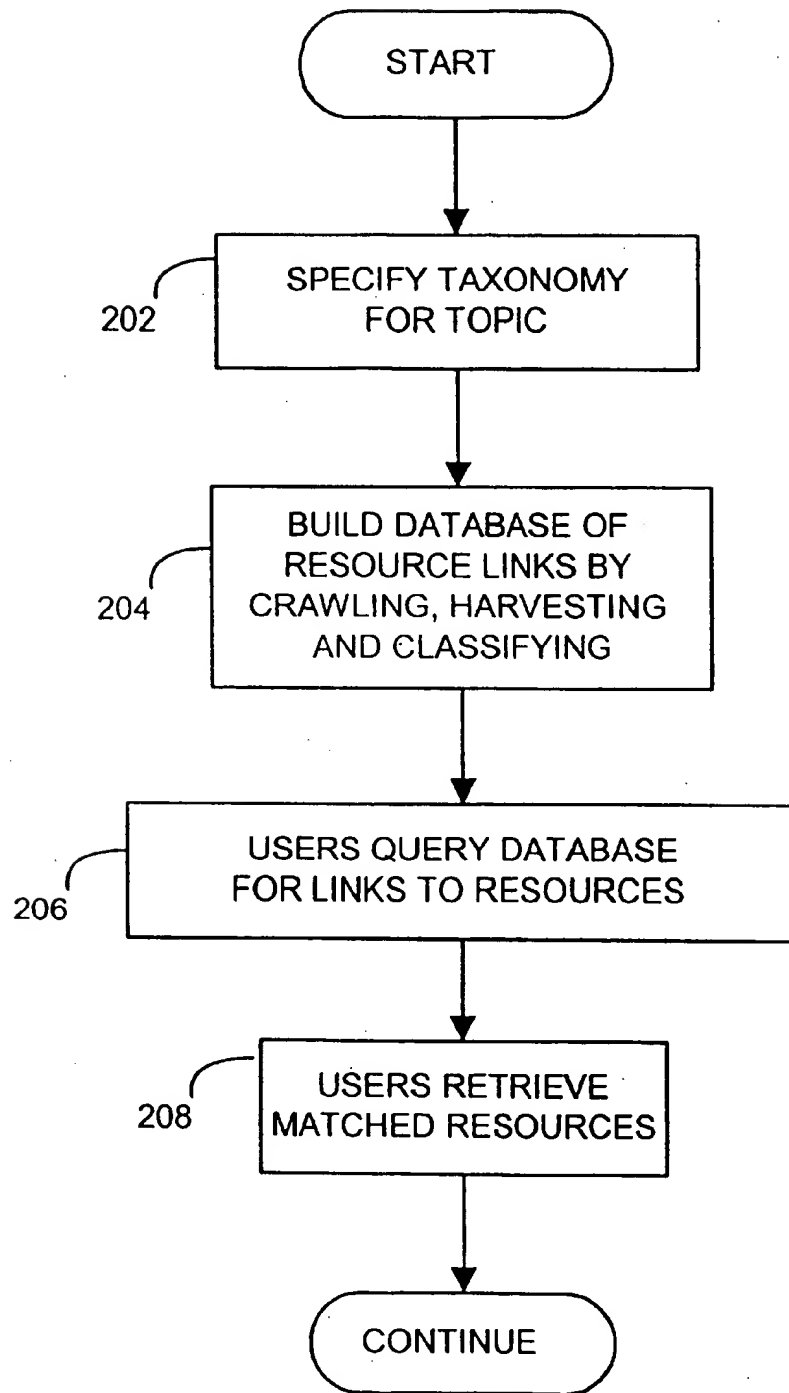 START
202
SPECIFY TAXONOMY
FOR TOPIC
204
BUILD DATABASE OF
RESOURCE LINKS BY
CRAWLING, HARVESTING
AND CLASSIFYING
206
USERS QUERY DATABASE
FOR LINKS TO RESOURCES
208
USERS RETRIEVE
MATCHED RESOURCES
CONTINUE